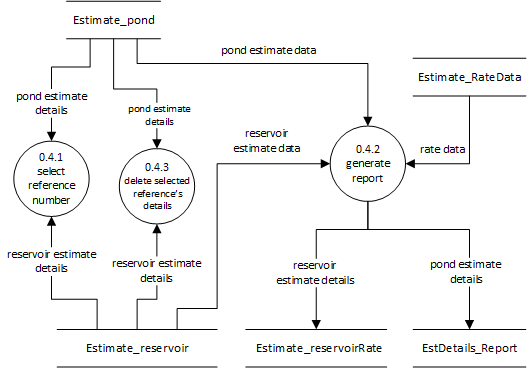 Estimate_pond
pond estimate data
Estimate_RateData
pond estimate
details
pond estimate
details
reservoir
estimate data
rate data
0.4.1
select
reference
number
0.4.3
delete selected
reference's
details
0.4.2
generate
report
reservoir estimate
details
reservoir estimate
details
reservoir
estimate details
pond estimate
details
Estimate_reservoir
Estimate_reservoirRate
EstDetails_Report